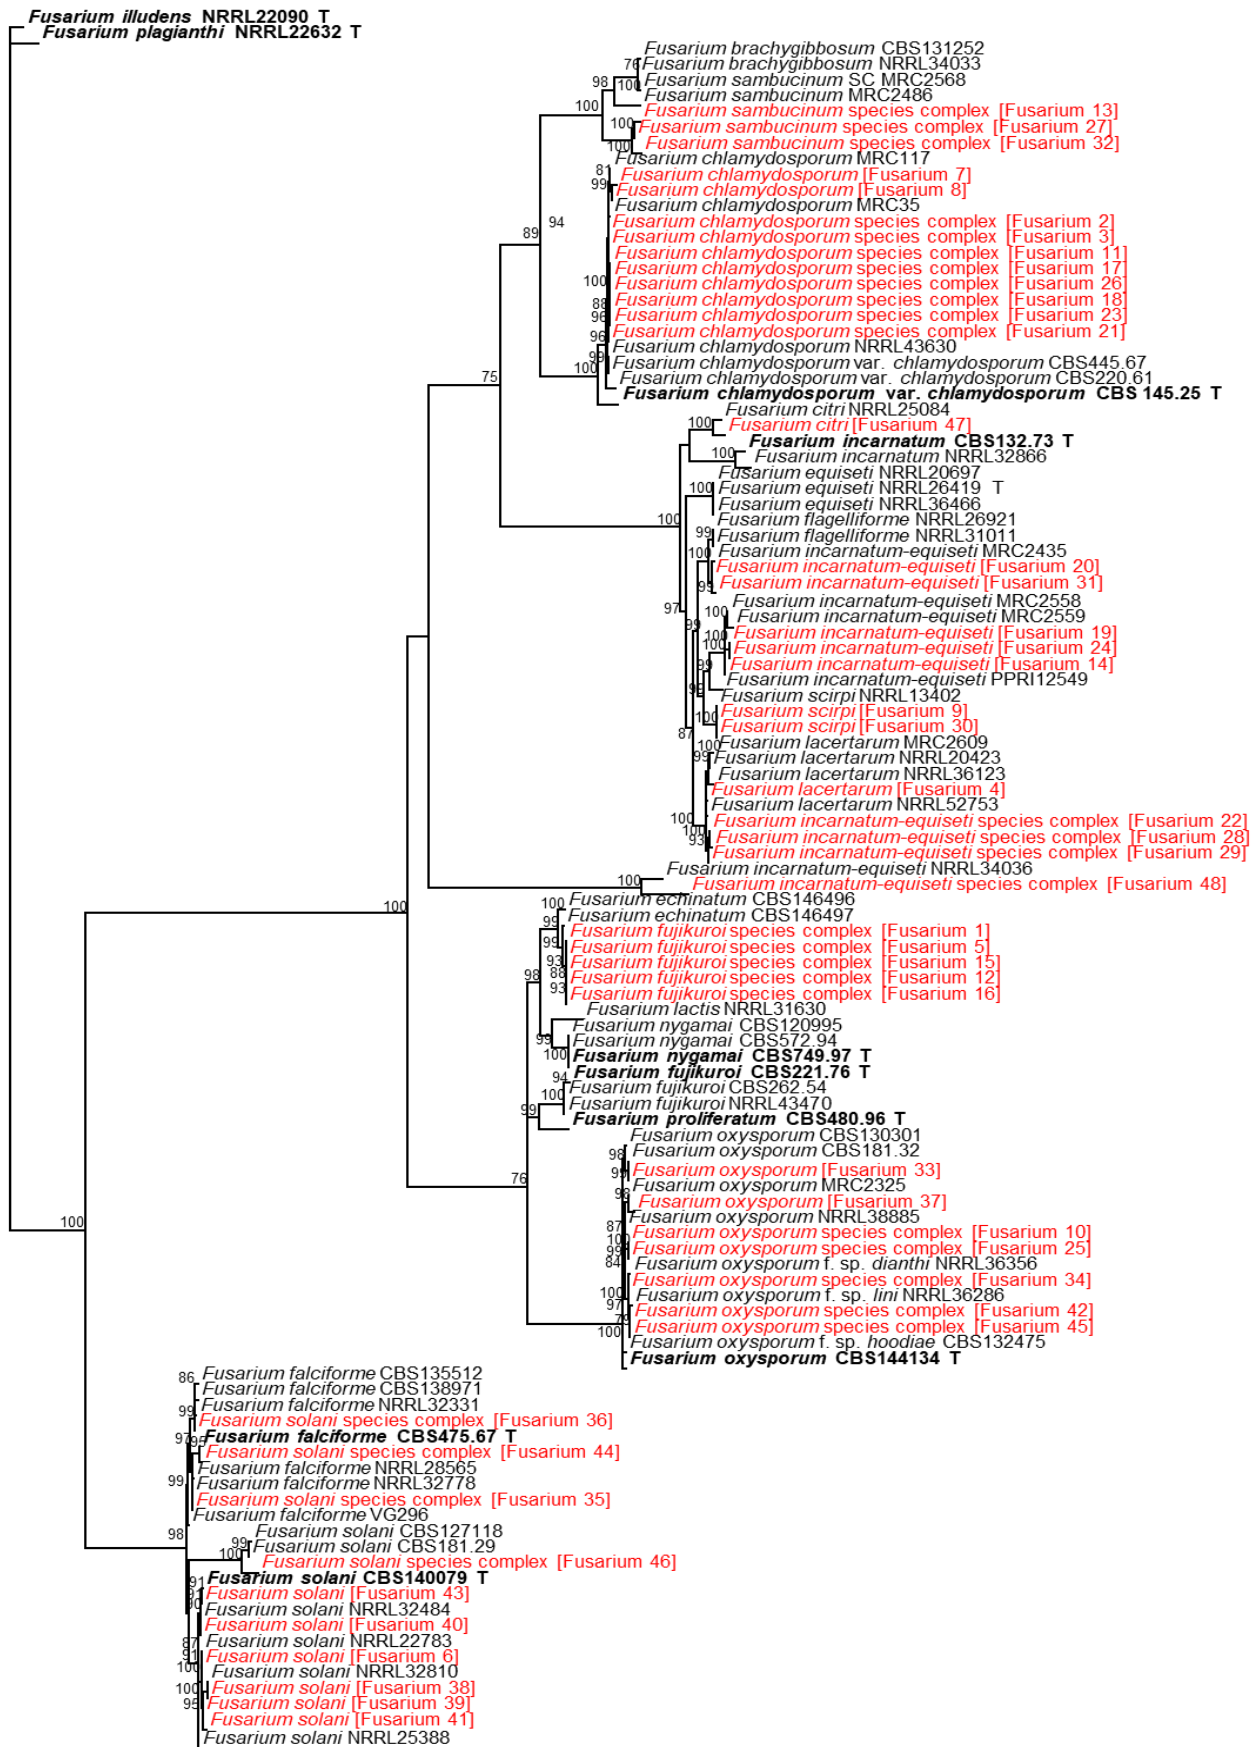 Fusarium illudens NRRL22090 T
Fusarium plagianthi NRRL22632 T
Fusarium brachygibbosum CBS131252
Fusarium brachygibbosum NRRL34033
Fusarium sambucinum SC MRC2568
Fusarium sambucinum MRC2486
Fusarium sambucinum species complex [Fusarium 13]
Fusarium sambucinum species complex [Fusarium 27]
Fusarium sambucinum species complex [Fusarium 32]
Fusarium chlamydosporum MRC117
Fusarium chlamydosporum [Fusarium 7]
Fusarium chlamydosporum [Fusarium 8]
Fusarium chlamydosporum MRC35
Fusarium chlamydosporum species complex [Fusarium 2]
Fusarium chlamydosporum species complex [Fusarium 3]
Fusarium chlamydosporum species complex [Fusarium 11]
Fusarium chlamydosporum species complex [Fusarium 17]
Fusarium chlamydosporum species complex [Fusarium 26]
Fusarium chlamydosporum species complex [Fusarium 18]
Fusarium chlamydosporum species complex [Fusarium 23]
Fusarium chlamydosporum species complex [Fusarium 21]
Fusarium chlamydosporum NRRL43630
Fusarium chlamydosporum var. chlamydosporum CBS445.67
Fusarium chlamydosporum var. chlamydosporum CBS220.61
Fusarium chlamydosporum var. chlamydosporum CBS 145.25 T
Fusarium citri NRRL25084
Fusarium citri [Fusarium 47]
Fusarium incarnatum CBS132.73 T
Fusarium incarnatum NRRL32866
Fusarium equiseti NRRL20697
Fusarium equiseti NRRL26419 T
Fusarium equiseti NRRL36466
Fusarium flagelliforme NRRL26921
Fusarium flagelliforme NRRL31011
Fusarium incarnatum-equiseti MRC2435
Fusarium incarnatum-equiseti [Fusarium 20]
Fusarium incarnatum-equiseti [Fusarium 31]
Fusarium incarnatum-equiseti MRC2558
Fusarium incarnatum-equiseti MRC2559
Fusarium incarnatum-equiseti [Fusarium 19]
Fusarium incarnatum-equiseti [Fusarium 24]
Fusarium incarnatum-equiseti [Fusarium 14]
Fusarium incarnatum-equiseti PPRI12549
Fusarium scirpi NRRL13402
Fusarium scirpi [Fusarium 9]
Fusarium scirpi [Fusarium 30]
Fusarium lacertarum MRC2609
Fusarium lacertarum NRRL20423
Fusarium lacertarum NRRL36123
Fusarium lacertarum [Fusarium 4]
Fusarium lacertarum NRRL52753
Fusarium incarnatum-equiseti species complex [Fusarium 22]
Fusarium incarnatum-equiseti species complex [Fusarium 28]
Fusarium incarnatum-equiseti species complex [Fusarium 29]
Fusarium incarnatum-equiseti NRRL34036
Fusarium incarnatum-equiseti species complex [Fusarium 48]
Fusarium echinatum CBS146496
Fusarium echinatum CBS146497
Fusarium fujikuroi species complex [Fusarium 1]
Fusarium fujikuroi species complex [Fusarium 5]
Fusarium fujikuroi species complex [Fusarium 15]
Fusarium fujikuroi species complex [Fusarium 12]
Fusarium fujikuroi species complex [Fusarium 16]
Fusarium lactis NRRL31630
Fusarium nygamai CBS120995
Fusarium nygamai CBS572.94
Fusarium nygamai CBS749.97 T
Fusarium fujikuroi CBS221.76 T
Fusarium fujikuroi CBS262.54
Fusarium fujikuroi NRRL43470
Fusarium proliferatum CBS480.96 T
Fusarium oxysporum CBS130301
Fusarium oxysporum CBS181.32
Fusarium oxysporum [Fusarium 33]
Fusarium oxysporum MRC2325
Fusarium oxysporum [Fusarium 37]
Fusarium oxysporum NRRL38885
Fusarium oxysporum species complex [Fusarium 10]
Fusarium oxysporum species complex [Fusarium 25]
Fusarium oxysporum f. sp. dianthi NRRL36356
Fusarium oxysporum species complex [Fusarium 34]
Fusarium oxysporum f. sp. lini NRRL36286
Fusarium oxysporum species complex [Fusarium 42]
Fusarium oxysporum species complex [Fusarium 45]
Fusarium oxysporum f. sp. hoodiae CBS132475
Fusarium oxysporum CBS144134 T
Fusarium falciforme CBS135512
Fusarium falciforme CBS138971
Fusarium falciforme NRRL32331
Fusarium solani species complex [Fusarium 36]
Fusarium falciforme CBS475.67 T
Fusarium solani species complex [Fusarium 44]
Fusarium falciforme NRRL28565
Fusarium falciforme NRRL32778
Fusarium solani species complex [Fusarium 35]
Fusarium falciforme VG296
Fusarium solani CBS127118
Fusarium solani CBS181.29
Fusarium solani species complex [Fusarium 46]
Fusarium solani CBS140079 T
Fusarium solani [Fusarium 43]
Fusarium solani NRRL32484
Fusarium solani [Fusarium 40]
Fusarium solani NRRL22783
Fusarium solani [Fusarium 6]
Fusarium solani NRRL32810
Fusarium solani [Fusarium 38]
Fusarium solani [Fusarium 39]
Fusarium solani [Fusarium 41]
Fusarium solani NRRL25388